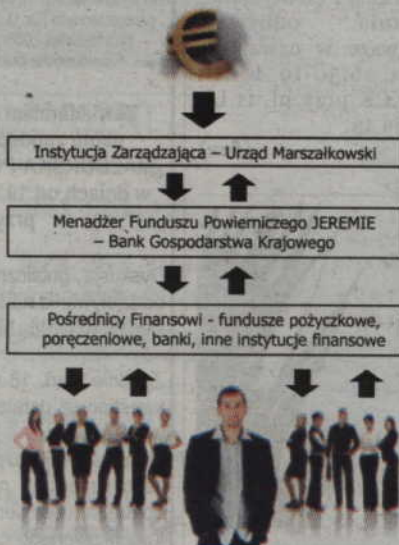 Instytucja Zarządzająca – Urząd Marszałkowski
Menadżer Funduszu Powierniczego JEREMIE
– Bank Gospodarstwa Krajowego
Pośrednicy Finansowi - fundusze pożyczkowe,
poręczeniowe, banki, inne instytucje finansowe